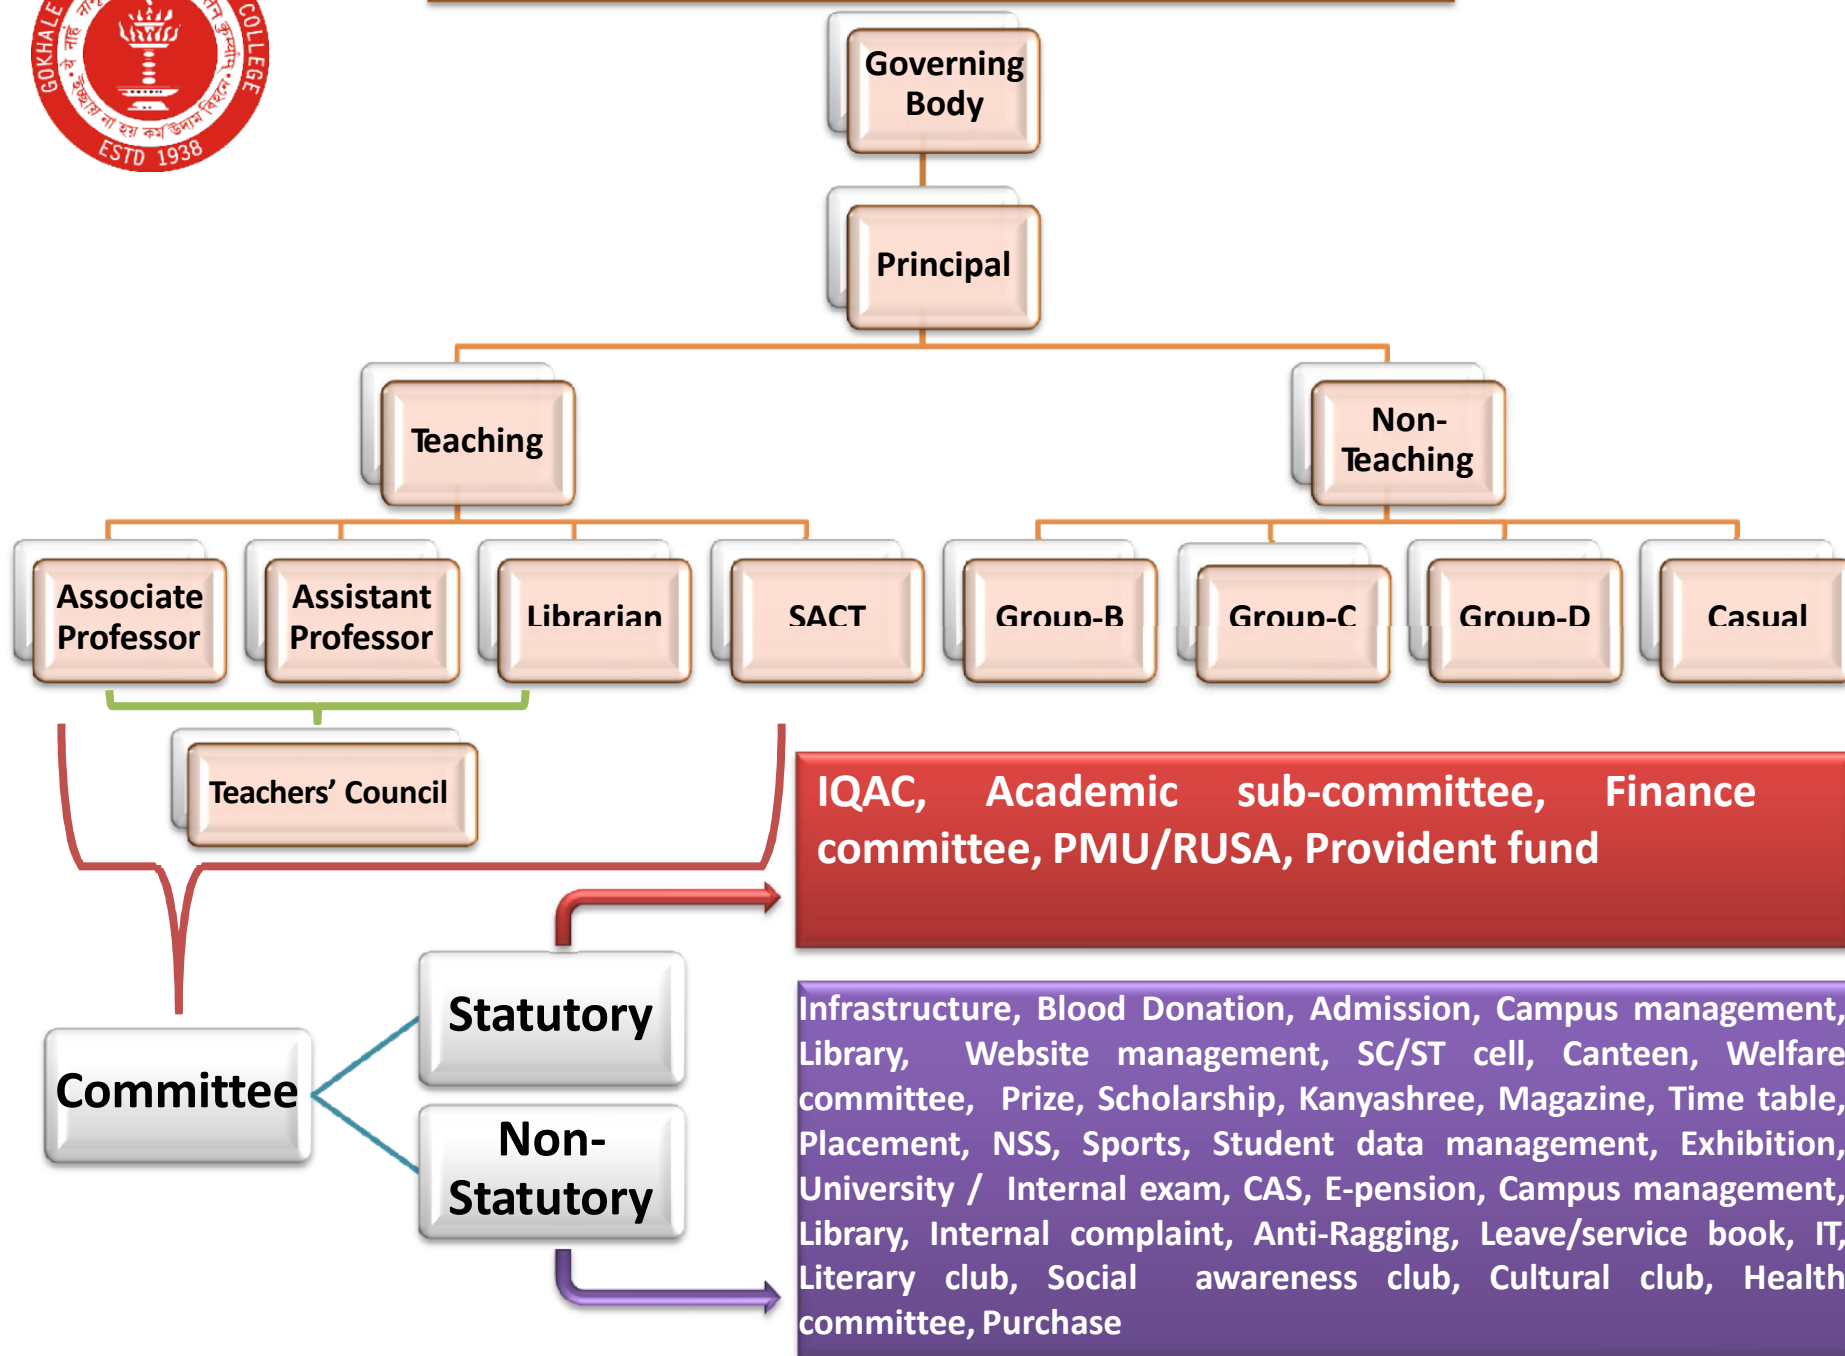 GOKHALE
COLLEGE
ESTD 1938
Governing
Body
Principal
Teaching
Non-
Teaching
Associate
Professor
Assistant
Professor
Librarian
SACT
Group-B
Group-C
Group-D
Casual
Teachers’ Council
IQAC, Academic sub-committee, Finance
committee, PMU/RUSA, Provident fund
Committee
Statutory
Non-
Statutory
Infrastructure, Blood Donation, Admission, Campus management,
Library, Website management, SC/ST cell, Canteen, Welfare
committee, Prize, Scholarship, Kanyashree, Magazine, Time table,
Placement, NSS, Sports, Student data management, Exhibition,
University / Internal exam, CAS, E-pension, Campus management,
Library, Internal complaint, Anti-Ragging, Leave/service book, IT,
Literary club, Social awareness club, Cultural club, Health
committee, Purchase